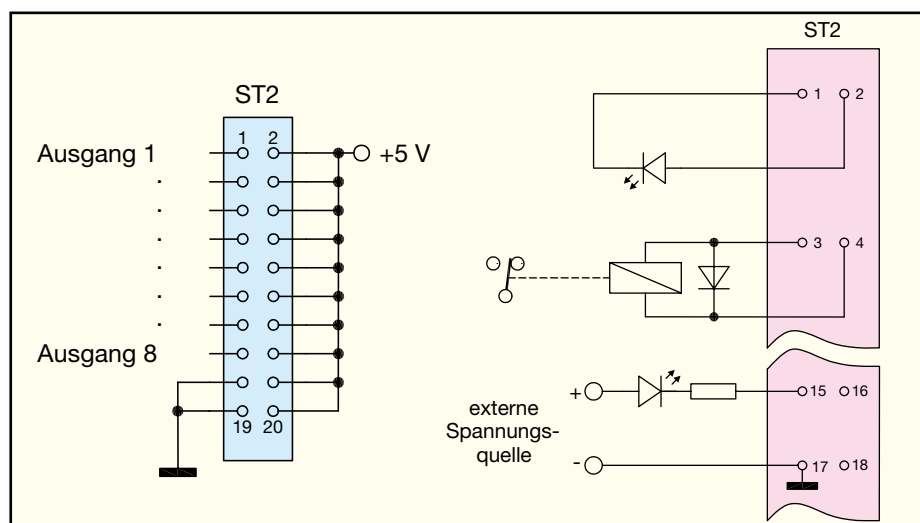 ST2
1 2
Ausgang 1
+5 V
.
.
.
.
.
.
Ausgang 8
19 20
ST2
1 2
3 4
+ 15 16
externe
Spannungs-
quelle
- 17 18